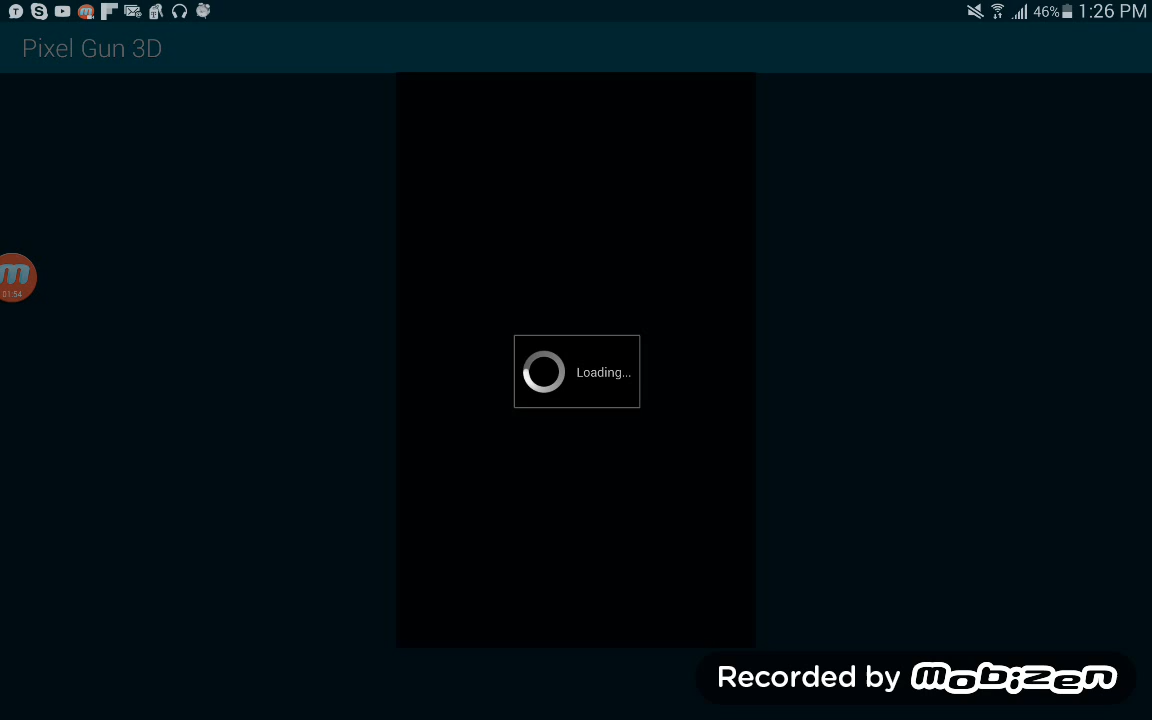 46% 1:26 PM
Pixel Gun 3D
m
01:54
Loading...
Recorded by mobizen